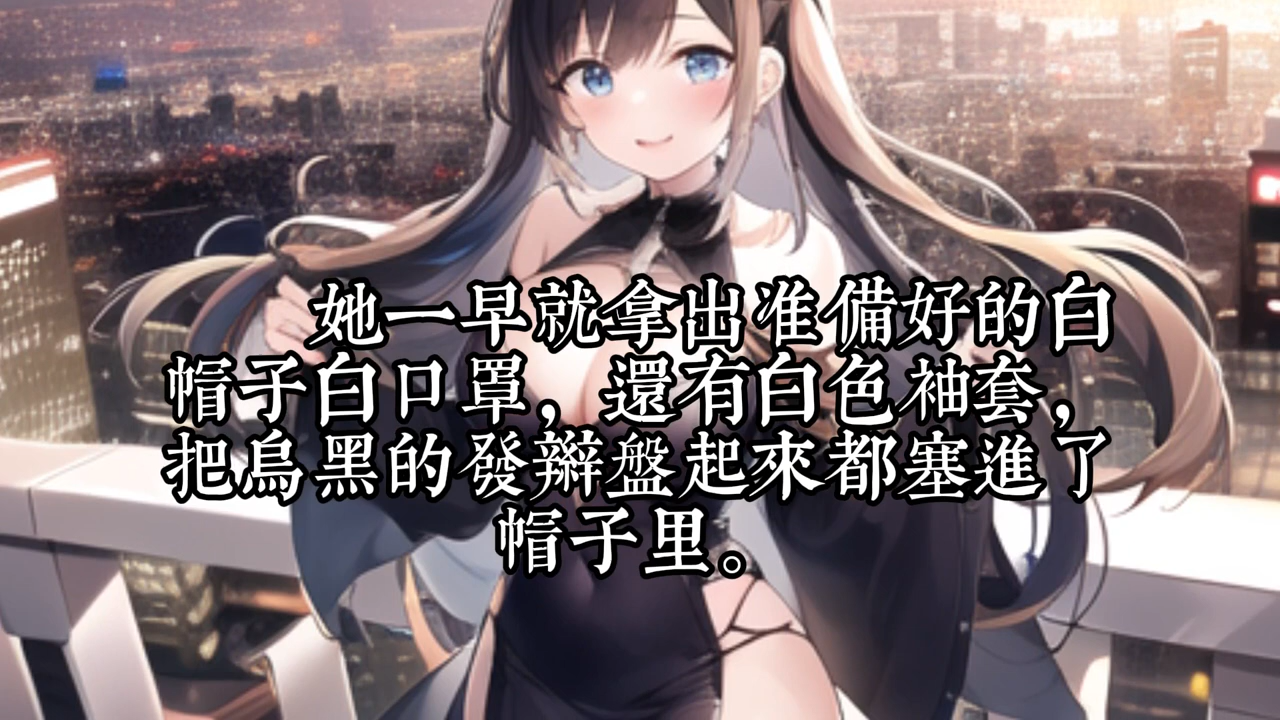 她一早就拿出准備好的白
帽子白口罩，還有白色袖套，
把烏黑的發辮盤起來都塞進了
帽子里。